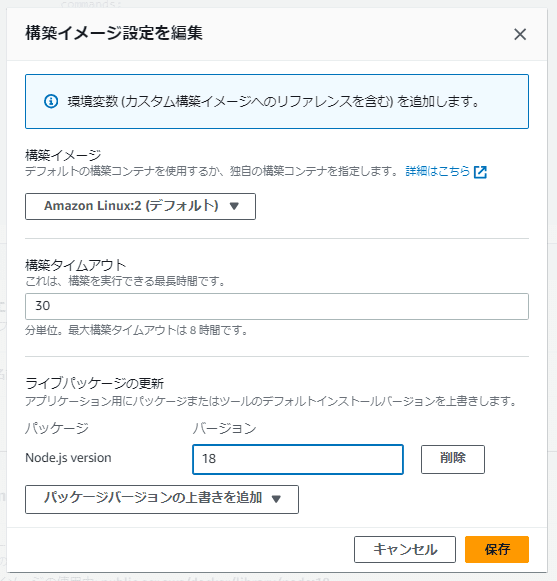 commands:
構築イメージ設定を編集
環境変数 (カスタム構築イメージへのリファレンスを含む) を追加します。
構築イメージ
デフォルトの構築コンテナを使用するか、独自の構築コンテナを指定します。 詳細はこちら
Amazon Linux:2 (デフォルト)
構築タイムアウト
これは、構築を実行できる最長時間です。
30
分単位。最大構築タイムアウトは 8 時間です。
ライブパッケージの更新
アプリケーション用にパッケージまたはツールのデフォルトインストールバージョンを上書きします。
パッケージ バージョン
Node.js version 18 削除
パッケージバージョンの上書きを追加
キャンセル 保存